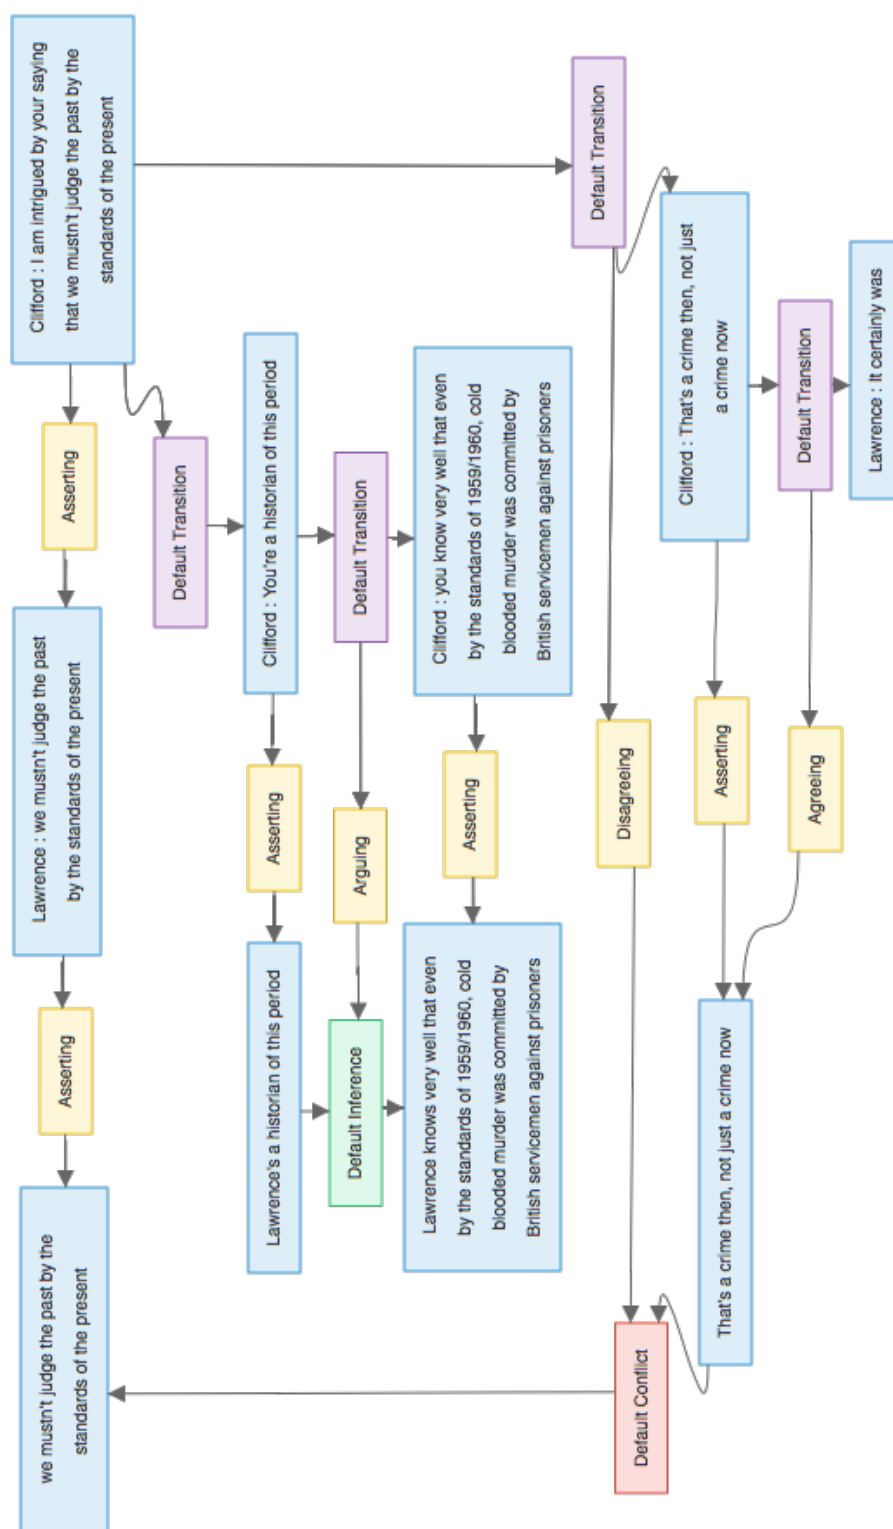 we mustn't judge the past by the
standards of the present
Asserting
Lawrence : we mustn't judge the past
by the standards of the present
Asserting
Clifford : I am intrigued by your saying
that we mustn't judge the past by the
standards of the present
Default Transition
Lawrence's a historian of this period
Asserting
Clifford : You're a historian of this period
Default Inference
Arguing
Default Transition
Lawrence knows very well that even
by the standards of 1959/1960, cold
blooded murder was committed by
British servicemen against prisoners
Asserting
Clifford : you know very well that even
by the standards of 1959/1960, cold
blooded murder was committed by
British servicemen against prisoners
Default Conflict
Disagreeing
Default Transition
That's a crime then, not just a crime now
Asserting
Clifford : That's a crime then, not just
a crime now
Agreeing
Default Transition
Lawrence : It certainly was